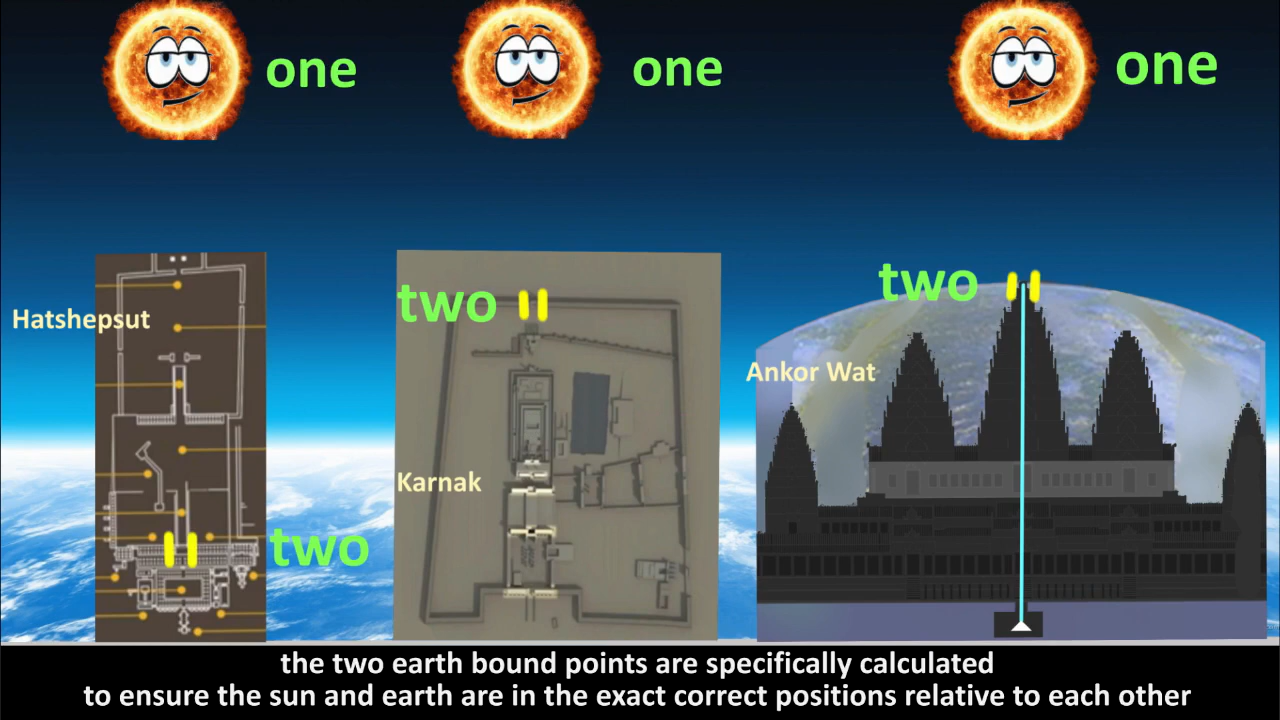 one
one
one
two
two
Hatshepsut
Ankor Wat
Karnak
two
the two earth bound points are specifically calculated
to ensure the sun and earth are in the exact correct positions relative to each other